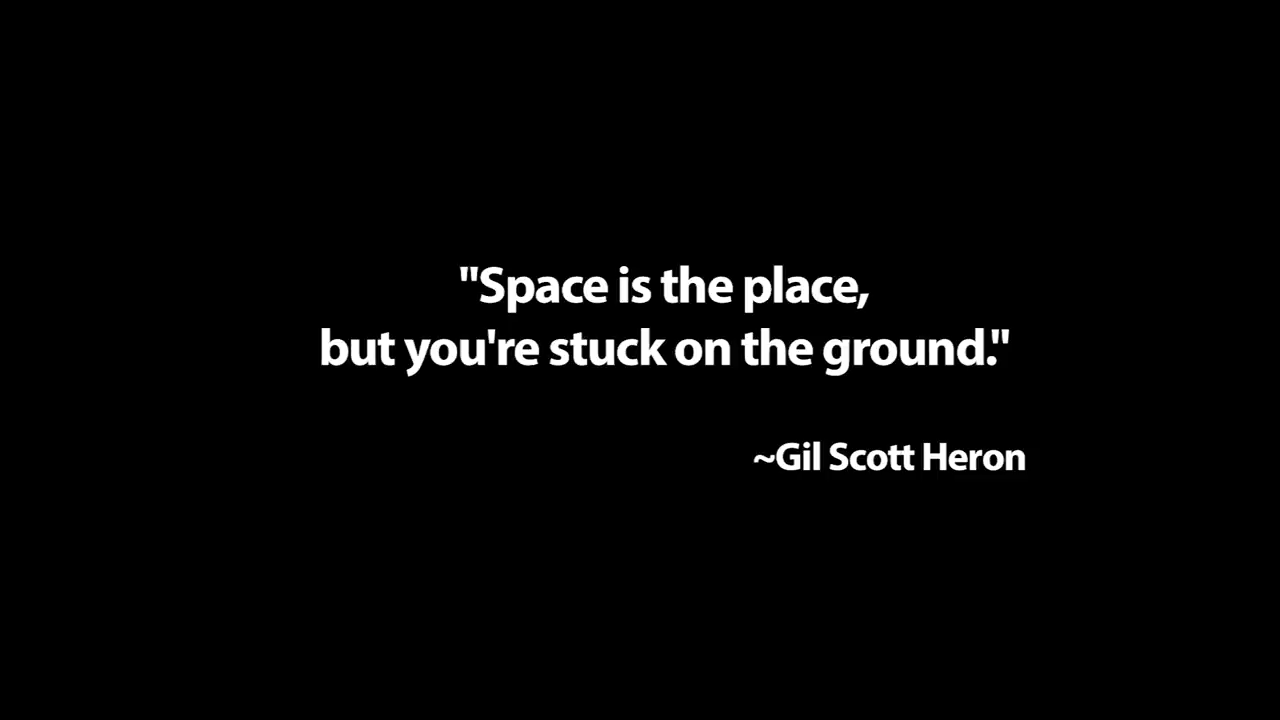 "Space is the place,
but you're stuck on the ground."
~Gil Scott Heron